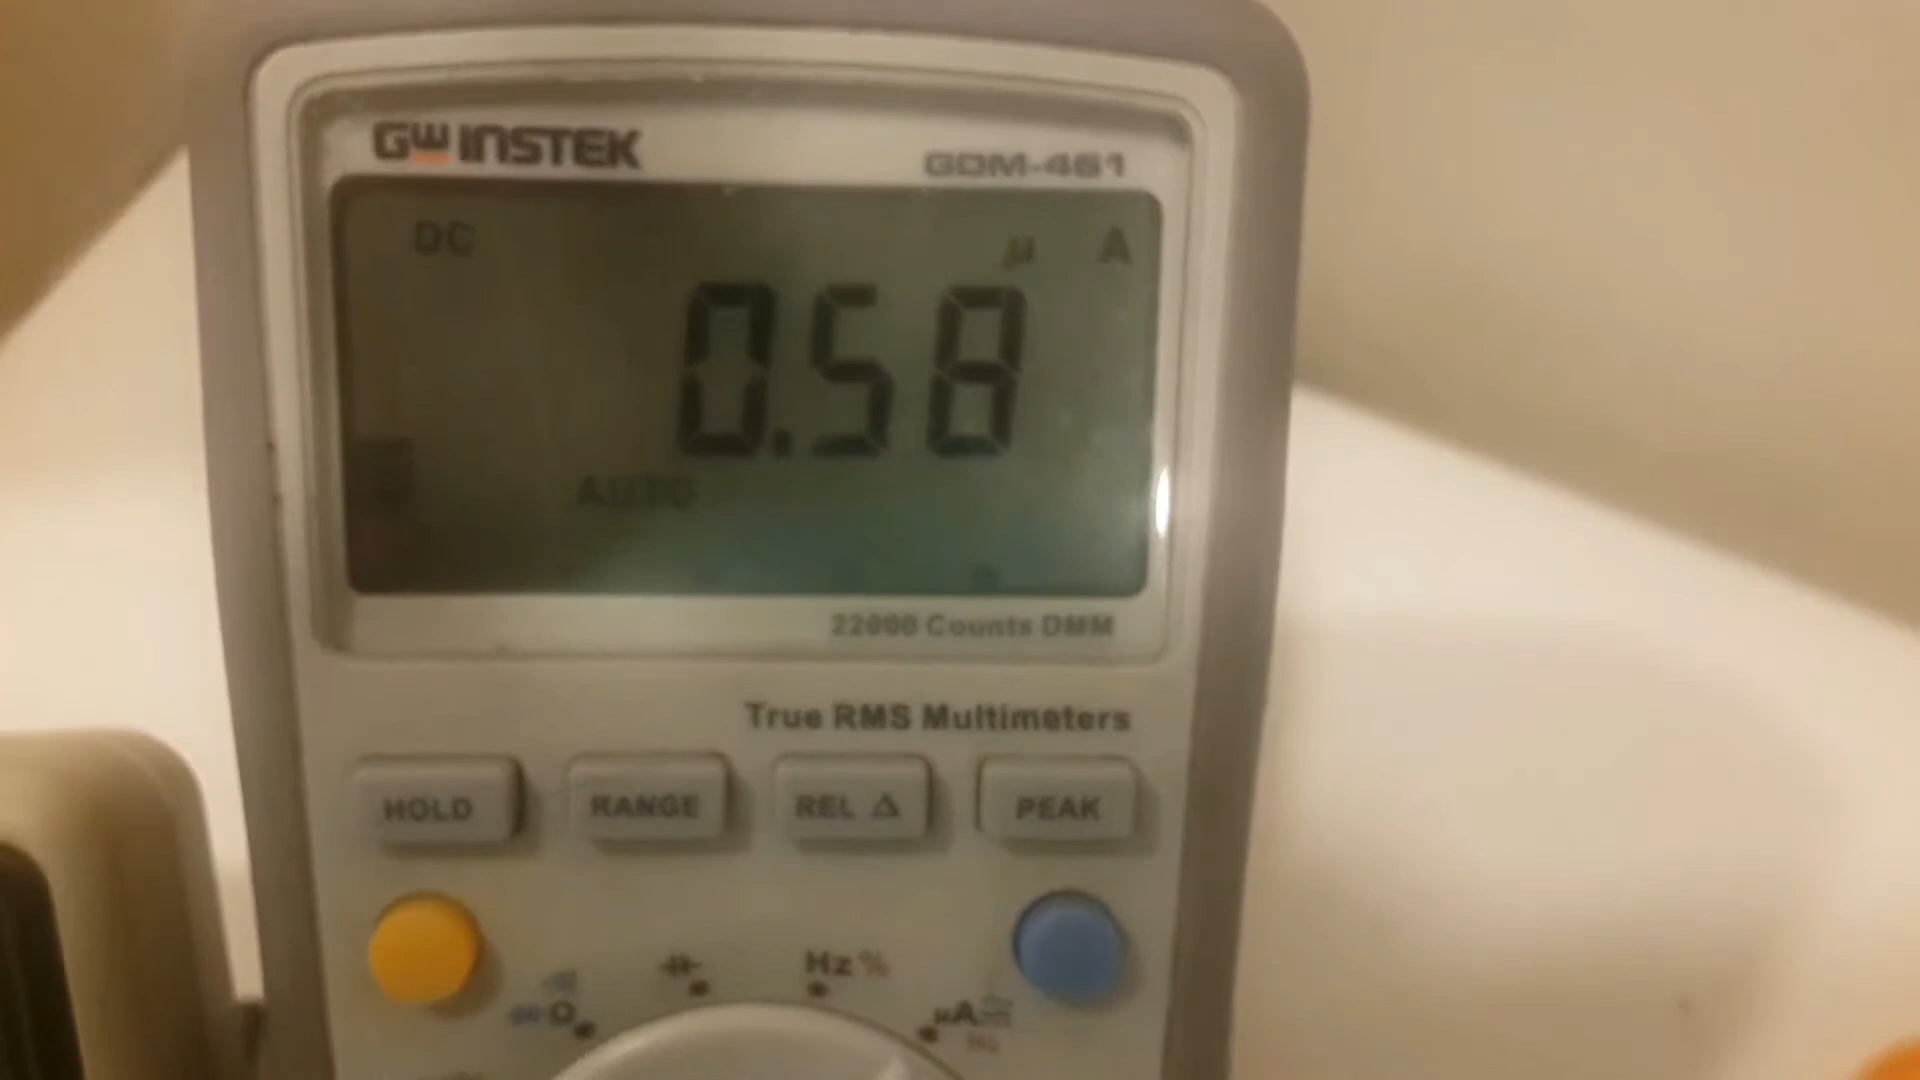 GW INSTEK GDM-461
DC μ A
0.58
AUTO
22000 Counts DMM
True RMS Multimeters
HOLD RANGE REL Δ PEAK
Hz %
Ω μA